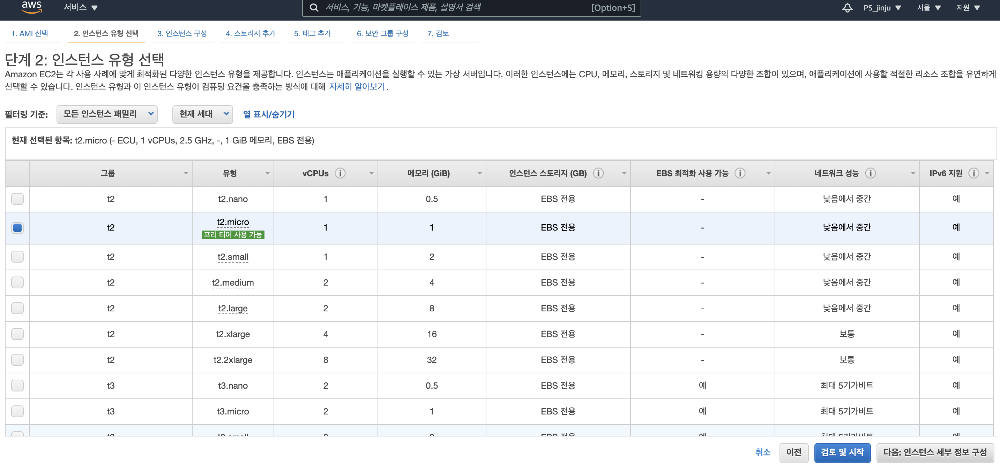 aws 서비스 서비스, 기능, 마켓플레이스 제품, 설명서 검색 [Option+S] PS_jinju 서울 지원
1. AMI 선택 2. 인스턴스 유형 선택 3. 인스턴스 구성 4. 스토리지 추가 5. 태그 추가 6. 보안 그룹 구성 7. 검토
단계 2: 인스턴스 유형 선택
Amazon EC2는 각 사용 사례에 맞게 최적화된 다양한 인스턴스 유형을 제공합니다. 인스턴스는 애플리케이션을 실행할 수 있는 가상 서버입니다. 이러한 인스턴스에는 CPU, 메모리, 스토리지 및 네트워킹 용량의 다양한 조합이 있으며, 애플리케이션에 사용할 적절한 리소스 조합을 유연하게
선택할 수 있습니다. 인스턴스 유형과 이 인스턴스 유형이 컴퓨팅 요건을 충족하는 방식에 대해 자세히 알아보기.
필터링 기준: 모든 인스턴스 패밀리 현재 세대 열 표시/숨기기
현재 선택된 항목: t2.micro (- ECU, 1 vCPUs, 2.5 GHz, -, 1 GiB 메모리, EBS 전용)
그룹 유형 vCPUs 메모리 (GiB) 인스턴스 스토리지 (GB) EBS 최적화 사용 가능 네트워크 성능 IPv6 지원
t2 t2.nano 1 0.5 EBS 전용 - 낮음에서 중간 예
t2 t2.micro 1 1 EBS 전용 - 낮음에서 중간 예
프리 티어 사용 가능
t2 t2.small 1 2 EBS 전용 - 낮음에서 중간 예
t2 t2.medium 2 4 EBS 전용 - 낮음에서 중간 예
t2 t2.large 2 8 EBS 전용 - 낮음에서 중간 예
t2 t2.xlarge 4 16 EBS 전용 - 보통 예
t2 t2.2xlarge 8 32 EBS 전용 - 보통 예
t3 t3.nano 2 0.5 EBS 전용 예 최대 5기가비트 예
t3 t3.micro 2 1 EBS 전용 예 최대 5기가비트 예
취소 이전 검토 및 시작 다음: 인스턴스 세부 정보 구성